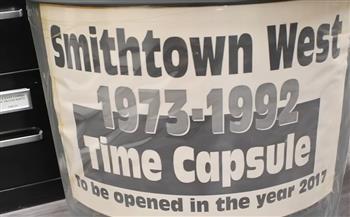 Smithtown West
1973-1992
Time Capsule
To be opened in the year 2017